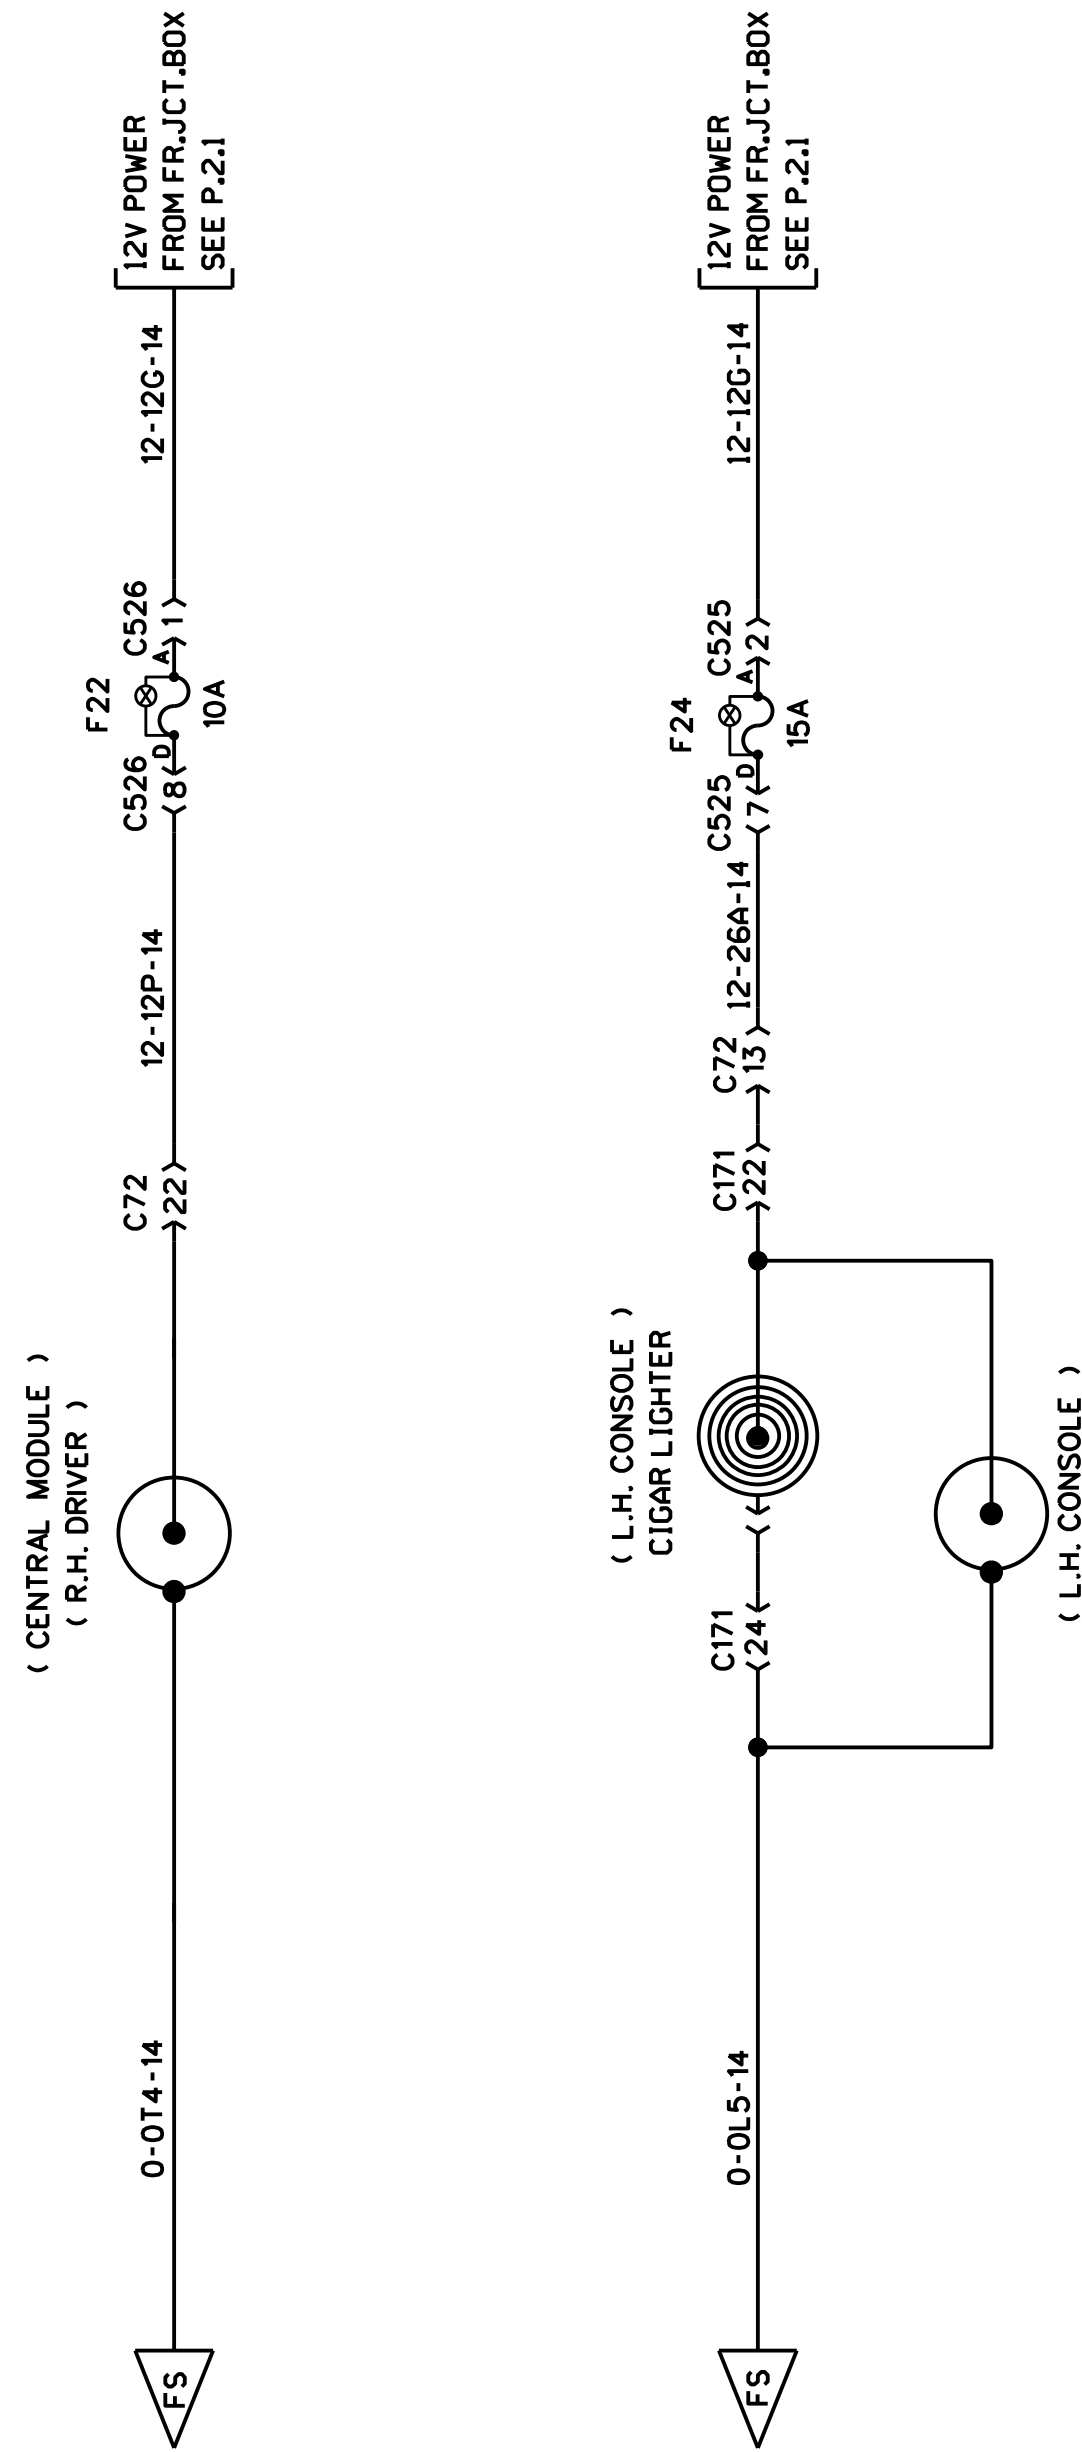 12V POWER
FROM FR.JCT.BOX
SEE P.2.1
12-12G-14
C526
1
A
F22
10A
D
C526
8
12-12P-14
C72
22
( CENTRAL MODULE )
( R.H. DRIVER )
0-0T4-14
FS
12V POWER
FROM FR.JCT.BOX
SEE P.2.1
12-12G-14
C525
2
A
F24
15A
D
C525
7
12-26A-14
C72
13
C171
22
( L.H. CONSOLE )
CIGAR LIGHTER
( L.H. CONSOLE )
C171
24
0-0L5-14
FS